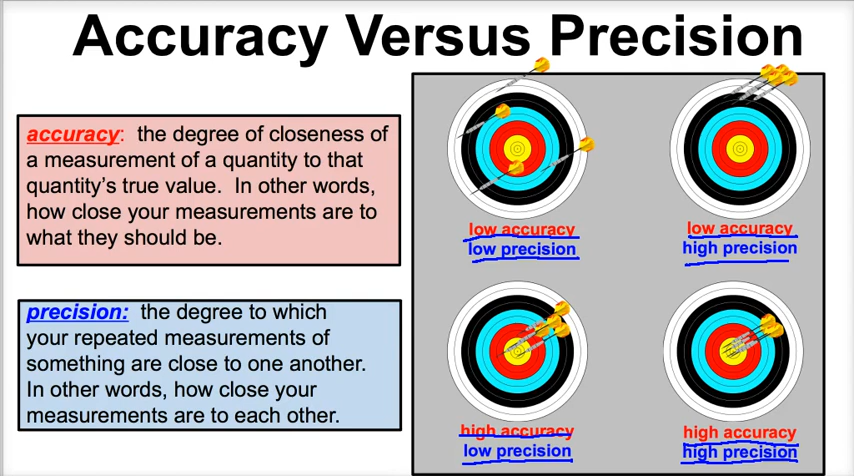 Accuracy Versus Precision
accuracy: the degree of closeness of
a measurement of a quantity to that
quantity's true value. In other words,
how close your measurements are to
what they should be.
precision: the degree to which
your repeated measurements of
something are close to one another.
In other words, how close your
measurements are to each other.
low accuracy
low precision
low accuracy
high precision
high accuracy
low precision
high accuracy
high precision